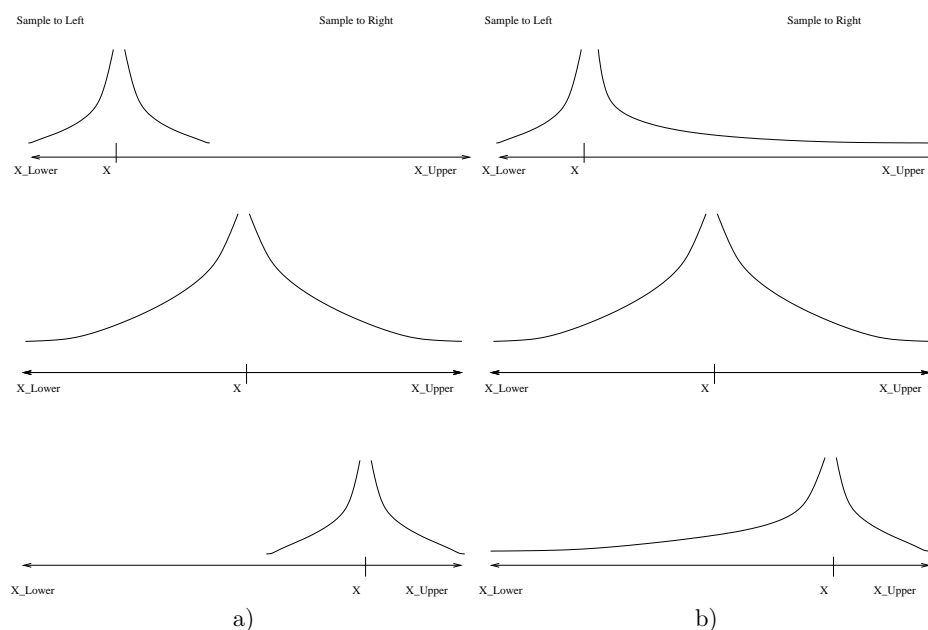 Sample to Left Sample to Right Sample to Left Sample to Right
X_Lower X X_Upper X_Lower X X_Upper
X_Lower X X_Upper X_Lower X X_Upper
X_Lower X X_Upper X_Lower X X_Upper
a) b)